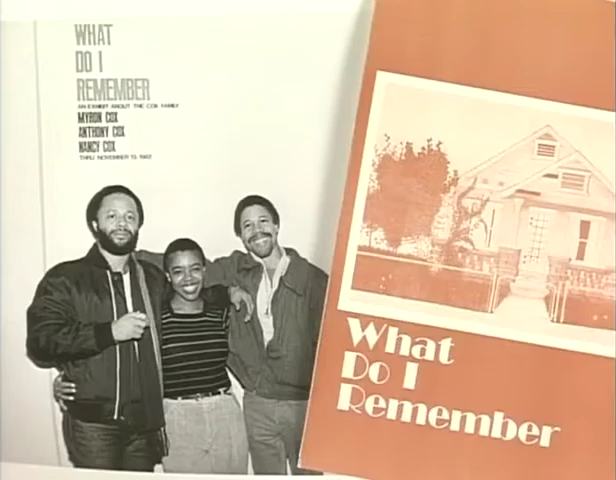 WHAT
DO I
REMEMBER
AN EXHIBIT ABOUT THE COX FAMILY
MYRON COX
ANTHONY COX
NANCY COX
THRU NOVEMBER 13, 1982
What
Do I
Remember